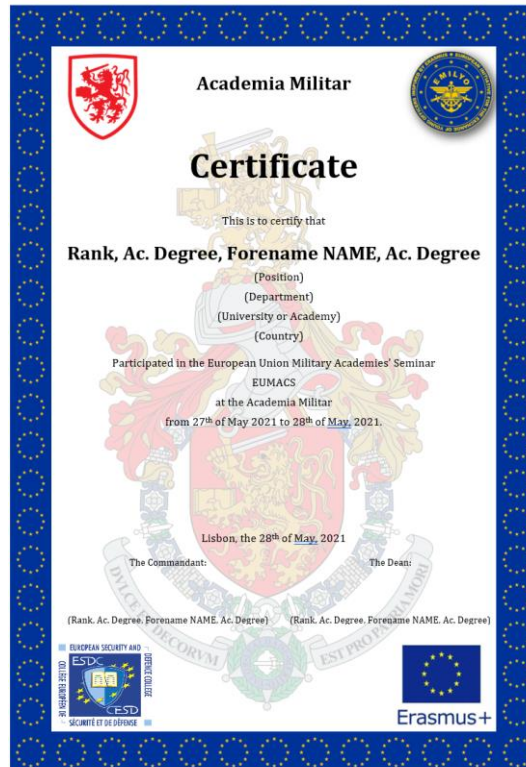 Academia Militar
EMILYO
Certificate
This is to certify that
Rank, Ac. Degree, Forename NAME, Ac. Degree
(Position)
(Department)
(University or Academy)
(Country)
Participated in the European Union Military Academies' Seminar
EUMACS
at the Academia Militar
from 27th of May 2021 to 28th of May, 2021.
Lisbon, the 28th of May, 2021
The Commandant: The Dean:
(Rank. Ac. Degree. Forename NAME. Ac. Degree) (Rank. Ac. Degree. Forename NAME. Ac. Degree)
DVLCE ET DECORVM EST PRO PATRIA MORI
EUROPEAN SECURITY AND
DEFENCE COLLEGE
COLLÈGE EUROPÉEN DE
SÉCURITÉ ET DE DÉFENSE
ESDC
CESD
Erasmus+